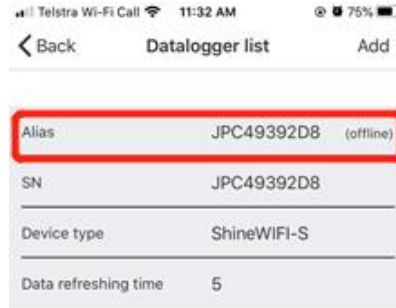 Telstra Wi-Fi Call 11:32 AM 75%
Back Datalogger list Add
Alias JPC49392D8 (offline)
SN JPC49392D8
Device type ShineWIFI-S
Data refreshing time 5